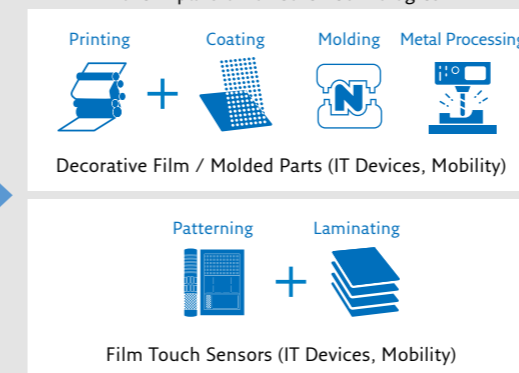 Printing Coating Molding Metal Processing
N
Decorative Film / Molded Parts (IT Devices, Mobility)
Patterning Laminating
Film Touch Sensors (IT Devices, Mobility)